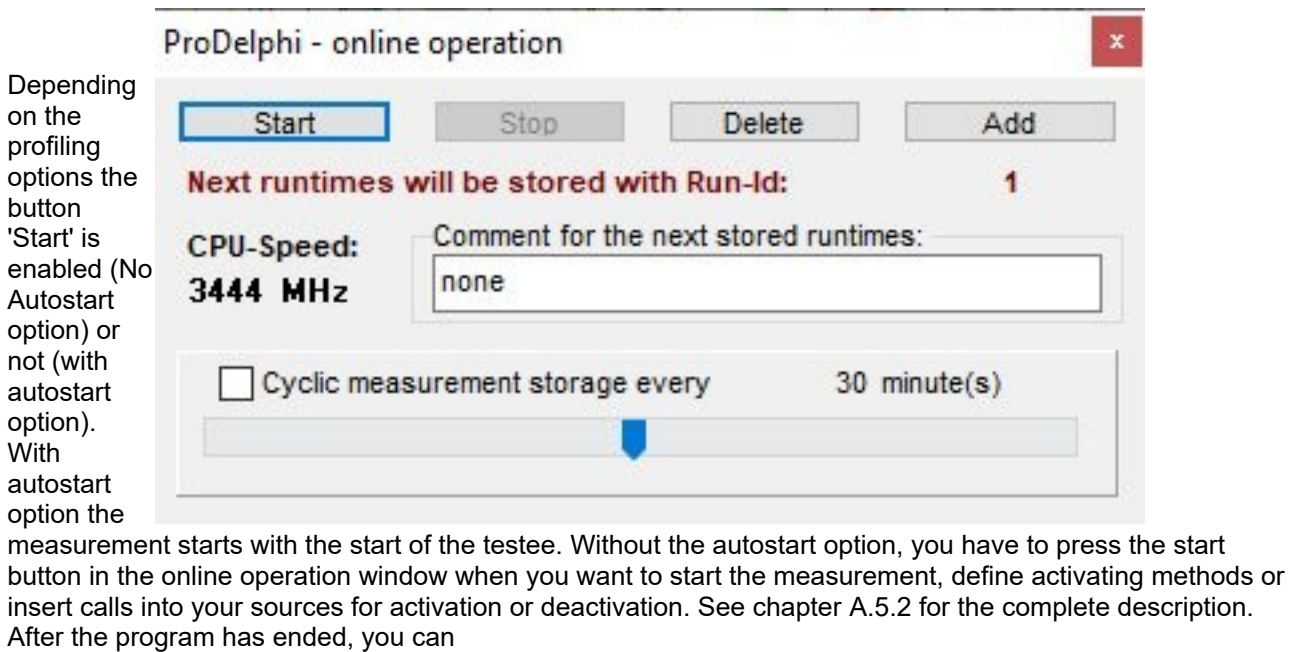 ProDelphi - online operation
x
Start Stop Delete Add
Next runtimes will be stored with Run-Id: 1
CPU-Speed:
3444 MHz
Comment for the next stored runtimes:
none
Cyclic measurement storage every 30 minute(s)
Depending
on the
profiling
options the
button
'Start' is
enabled (No
Autostart
option) or
not (with
autostart
option).
With
autostart
option the
measurement starts with the start of the testee. Without the autostart option, you have to press the start
button in the online operation window when you want to start the measurement, define activating methods or
insert calls into your sources for activation or deactivation. See chapter A.5.2 for the complete description.
After the program has ended, you can